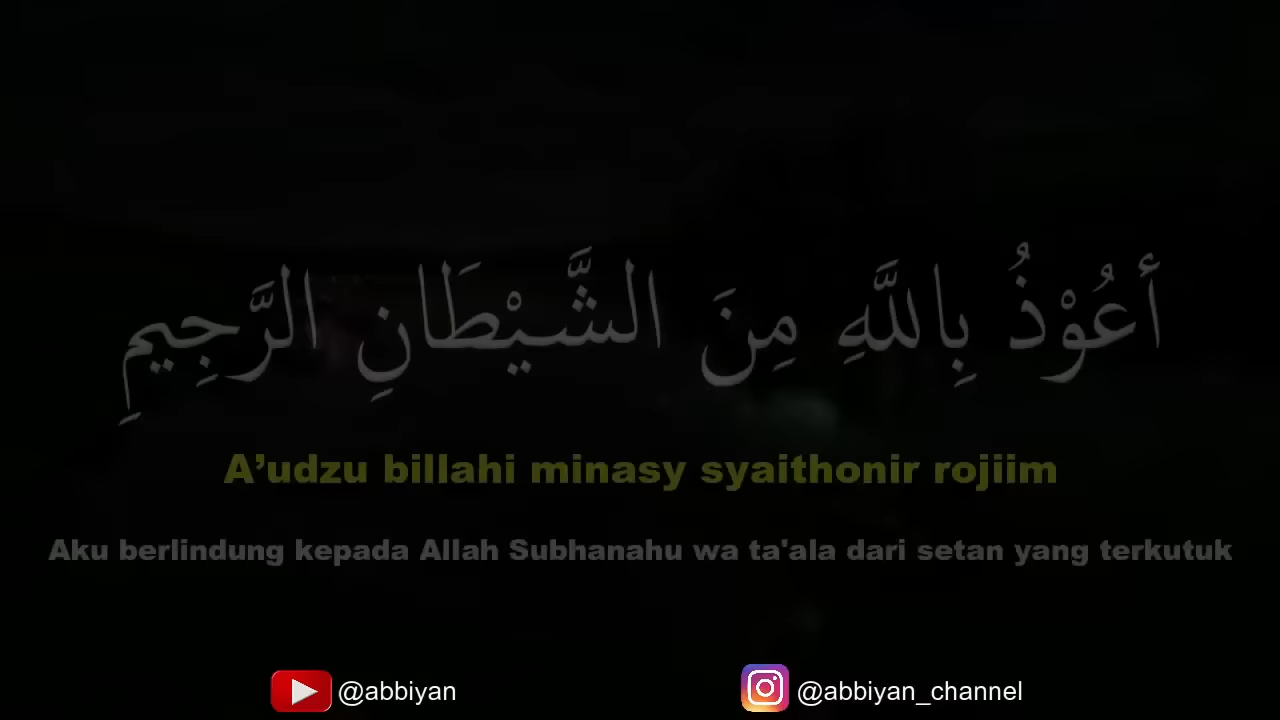 أَعُوْذُ بِاللَّهِ مِنَ الشَّيْطَانِ الرَّجِيمِ
A’udzu billahi minasy syaithonir rojiim
Aku berlindung kepada Allah Subhanahu wa ta'ala dari setan yang terkutuk
@abbiyan @abbiyan_channel